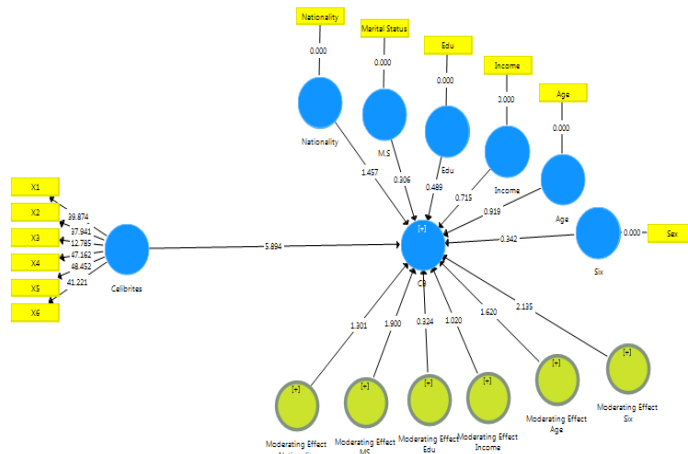 Nationality
Marital Status
Edu
Income
Age
0.000
0.000
0.000
0.000
Nationality
M.S
Edu
Income
Age
Six
0.000
Sex
1.457
0.306
0.489
0.715
0.919
0.342
X1
X2
X3
X4
X5
X6
39.874
37.941
12.785
47.162
48.452
41.221
Celibrites
5.894
[+]
1.301
1.900
0.324
1.020
1.620
2.135
[+]
[+]
[+]
[+]
[+]
[+]
Moderating Effect
Moderating Effect
MS
Moderating Effect
Edu
Moderating Effect
Income
Moderating Effect
Age
Moderating Effect
Six